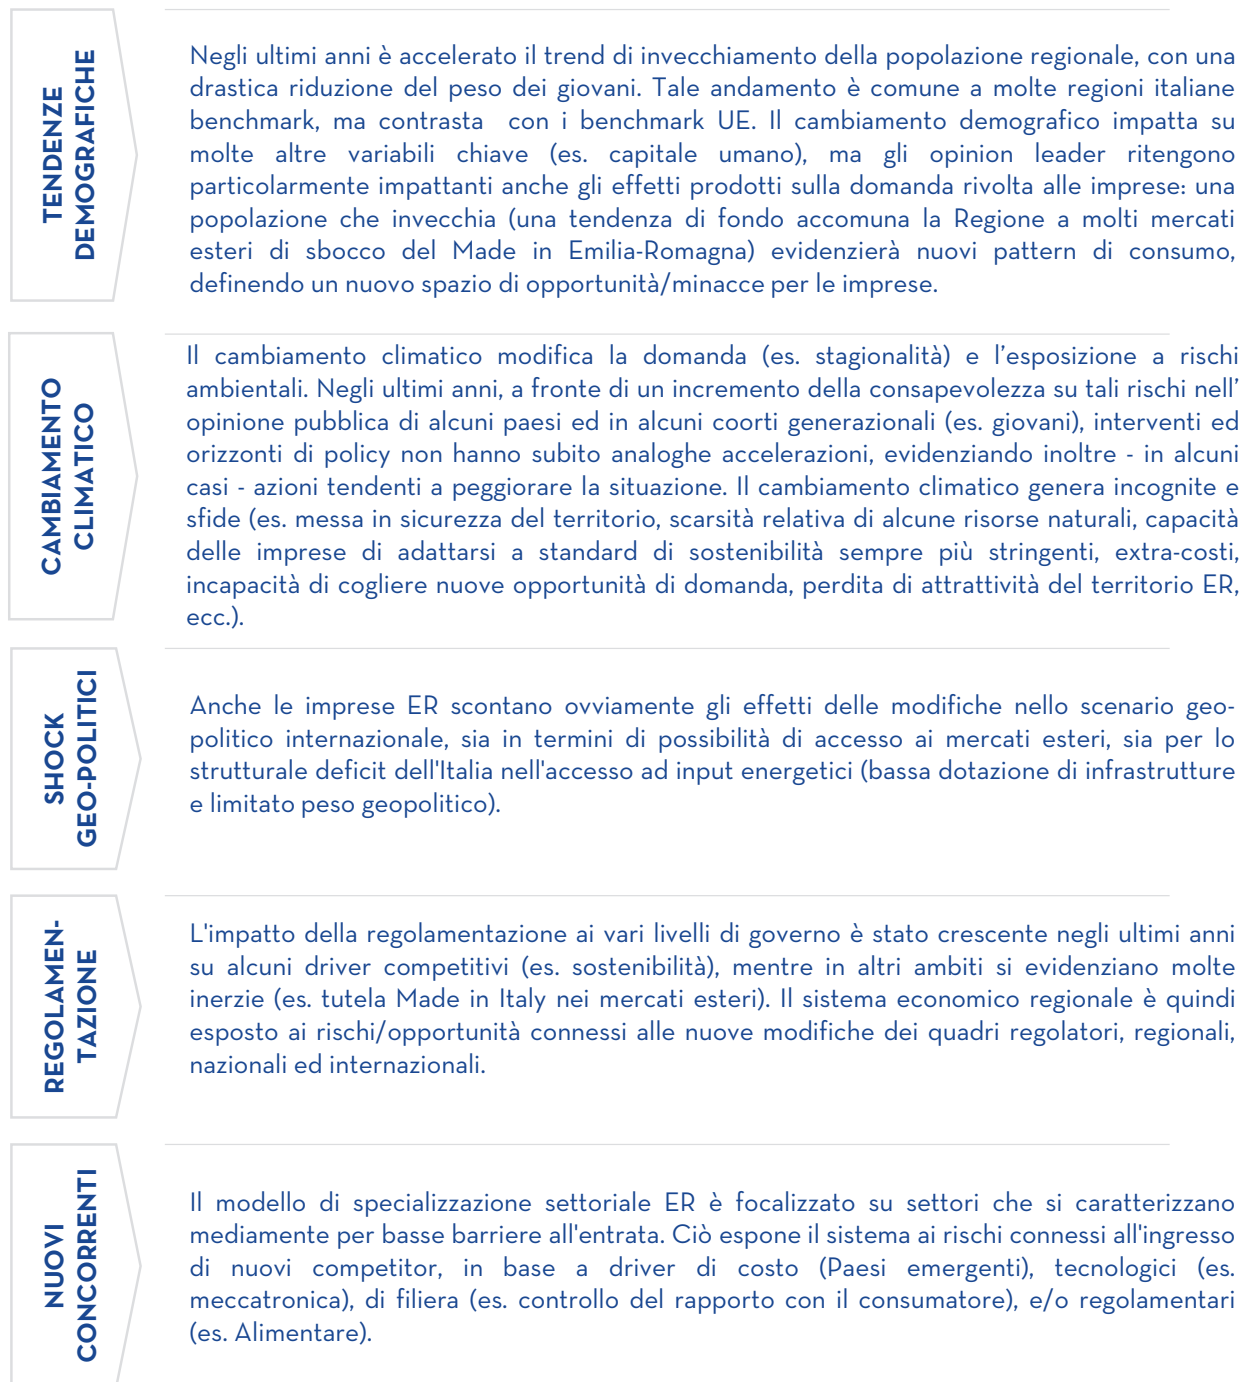 TENDENZE
DEMOGRAFICHE
Negli ultimi anni è accelerato il trend di invecchiamento della popolazione regionale, con una
drastica riduzione del peso dei giovani. Tale andamento è comune a molte regioni italiane
benchmark, ma contrasta con i benchmark UE. Il cambiamento demografico impatta su
molte altre variabili chiave (es. capitale umano), ma gli opinion leader ritengono
particolarmente impattanti anche gli effetti prodotti sulla domanda rivolta alle imprese: una
popolazione che invecchia (una tendenza di fondo accomuna la Regione a molti mercati
esteri di sbocco del Made in Emilia-Romagna) evidenzierà nuovi pattern di consumo,
definendo un nuovo spazio di opportunità/minacce per le imprese.
CAMBIAMENTO
CLIMATICO
Il cambiamento climatico modifica la domanda (es. stagionalità) e l’esposizione a rischi
ambientali. Negli ultimi anni, a fronte di un incremento della consapevolezza su tali rischi nell’
opinione pubblica di alcuni paesi ed in alcuni coorti generazionali (es. giovani), interventi ed
orizzonti di policy non hanno subito analoghe accelerazioni, evidenziando inoltre - in alcuni
casi - azioni tendenti a peggiorare la situazione. Il cambiamento climatico genera incognite e
sfide (es. messa in sicurezza del territorio, scarsità relativa di alcune risorse naturali, capacità
delle imprese di adattarsi a standard di sostenibilità sempre più stringenti, extra-costi,
incapacità di cogliere nuove opportunità di domanda, perdita di attrattività del territorio ER,
ecc.).
SHOCK
GEO-POLITICI
Anche le imprese ER scontano ovviamente gli effetti delle modifiche nello scenario geo-
politico internazionale, sia in termini di possibilità di accesso ai mercati esteri, sia per lo
strutturale deficit dell'Italia nell'accesso ad input energetici (bassa dotazione di infrastrutture
e limitato peso geopolitico).
REGOLAMEN-
TAZIONE
L'impatto della regolamentazione ai vari livelli di governo è stato crescente negli ultimi anni
su alcuni driver competitivi (es. sostenibilità), mentre in altri ambiti si evidenziano molte
inerzie (es. tutela Made in Italy nei mercati esteri). Il sistema economico regionale è quindi
esposto ai rischi/opportunità connessi alle nuove modifiche dei quadri regolatori, regionali,
nazionali ed internazionali.
NUOVI
CONCORRENTI
Il modello di specializzazione settoriale ER è focalizzato su settori che si caratterizzano
mediamente per basse barriere all'entrata. Ciò espone il sistema ai rischi connessi all'ingresso
di nuovi competitor, in base a driver di costo (Paesi emergenti), tecnologici (es.
meccatronica), di filiera (es. controllo del rapporto con il consumatore), e/o regolamentari
(es. Alimentare).